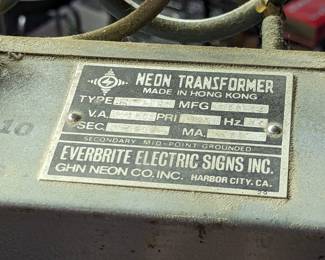 NEON TRANSFORMER
MADE IN HONG KONG
TYPE MFG
V.A. PRI Hz
SEC. MA.
SECONDARY MID-POINT GROUNDED
EVERBRITE ELECTRIC SIGNS INC.
GHN NEON CO. INC. HARBOR CITY. CA.
10